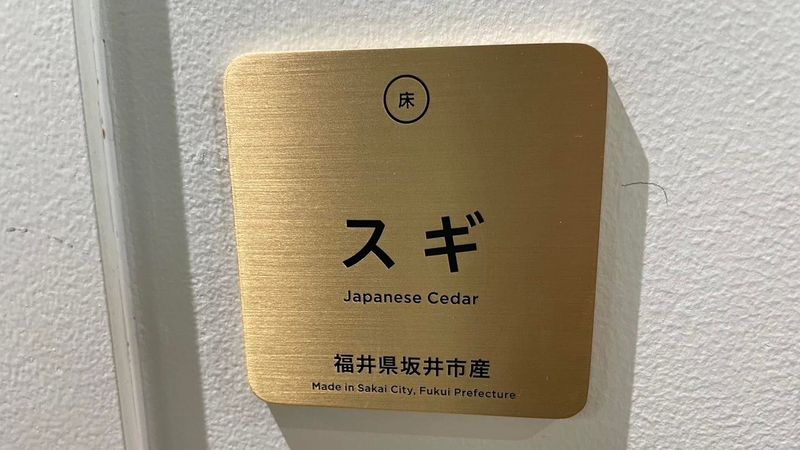 床
スギ
Japanese Cedar
福井県坂井市産
Made in Sakai City, Fukui Prefecture